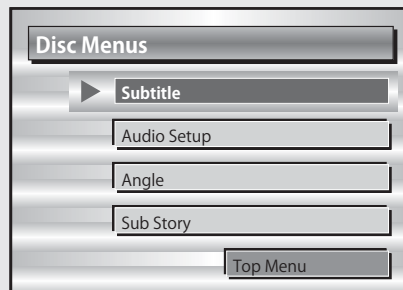 Disc Menus
Subtitle
Audio Setup
Angle
Sub Story
Top Menu